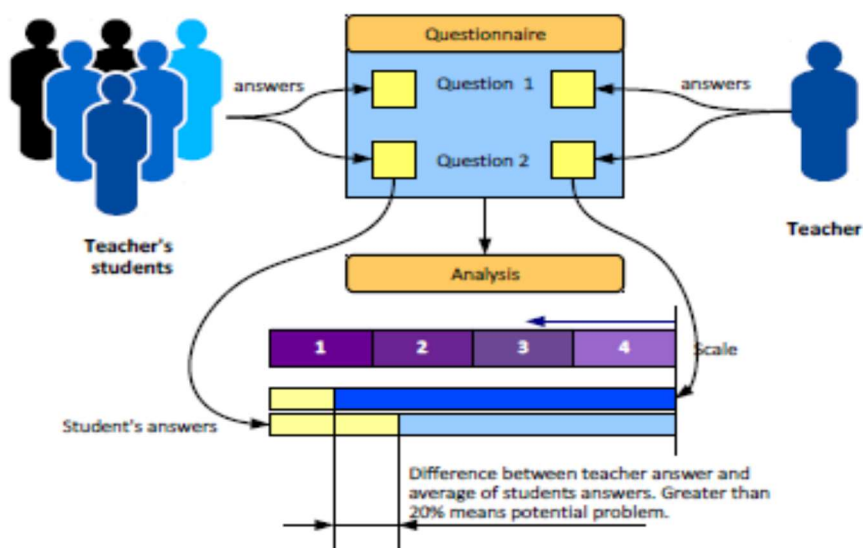 Questionnaire
answers
Question 1
answers
Question 2
Teacher's
students
Teacher
Analysis
1 2 3 4
Scale
Student's answers
Difference between teacher answer and
average of students answers. Greater than
20% means potential problem.